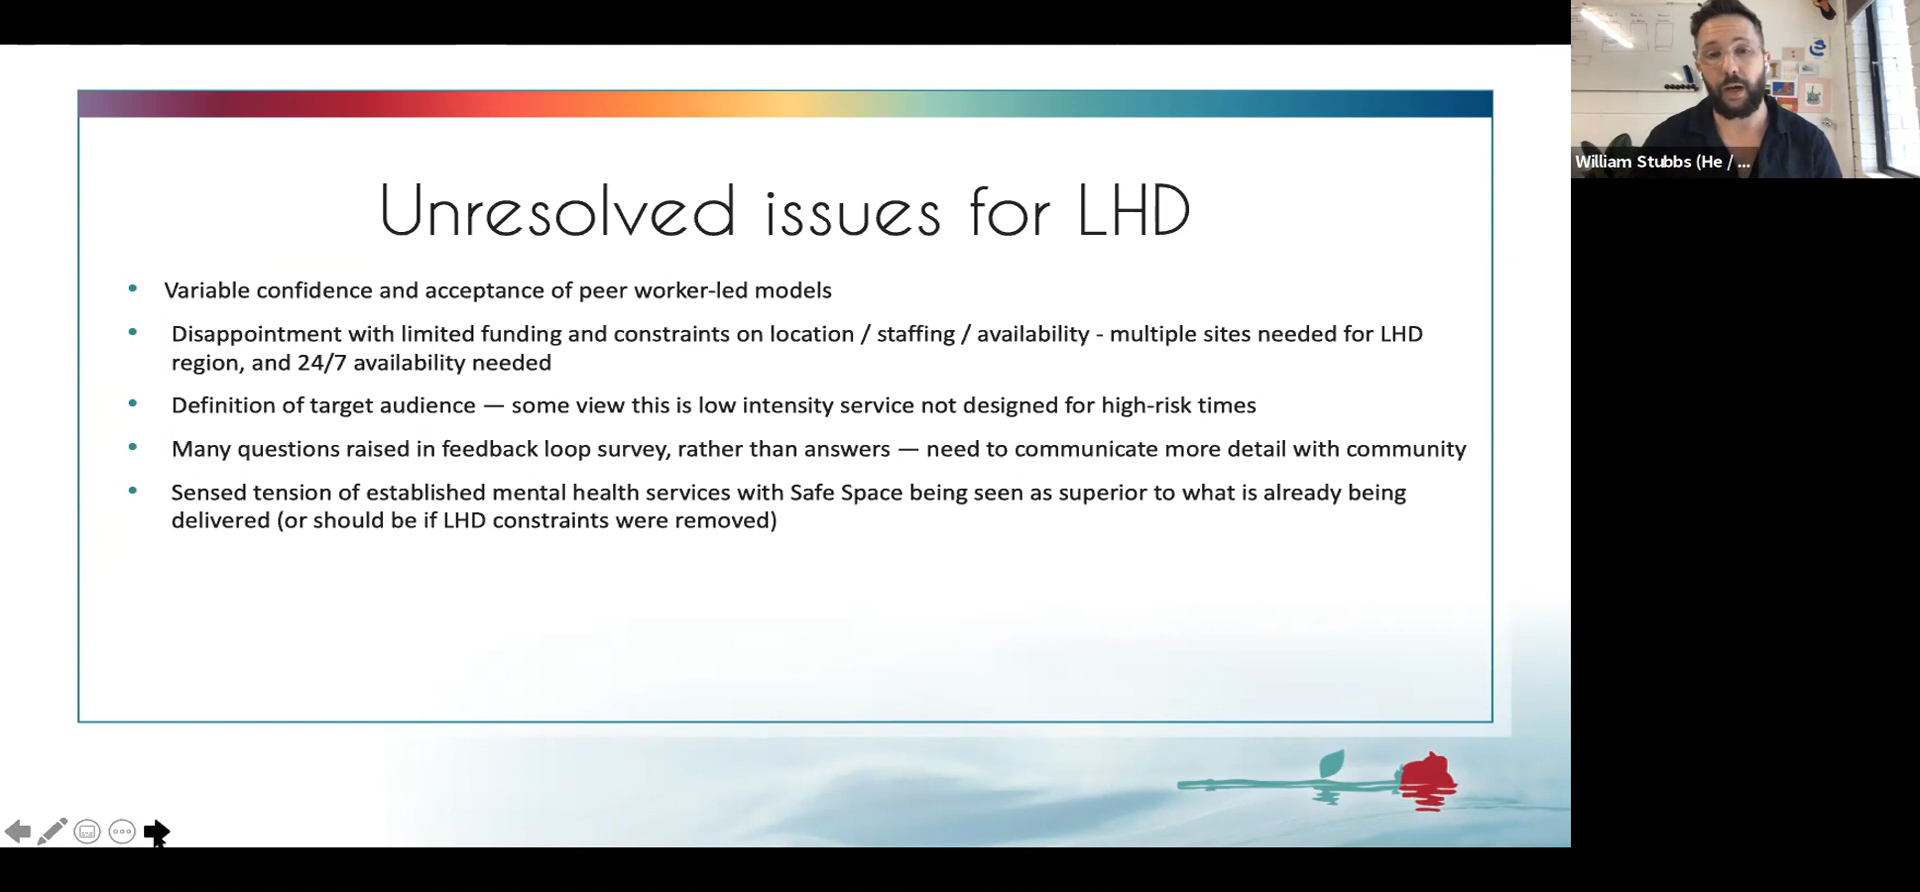 Unresolved issues for LHD
• Variable confidence and acceptance of peer worker-led models
• Disappointment with limited funding and constraints on location / staffing / availability - multiple sites needed for LHD
region, and 24/7 availability needed
• Definition of target audience — some view this is low intensity service not designed for high-risk times
• Many questions raised in feedback loop survey, rather than answers — need to communicate more detail with community
• Sensed tension of established mental health services with Safe Space being seen as superior to what is already being
delivered (or should be if LHD constraints were removed)
William Stubbs (He / ...